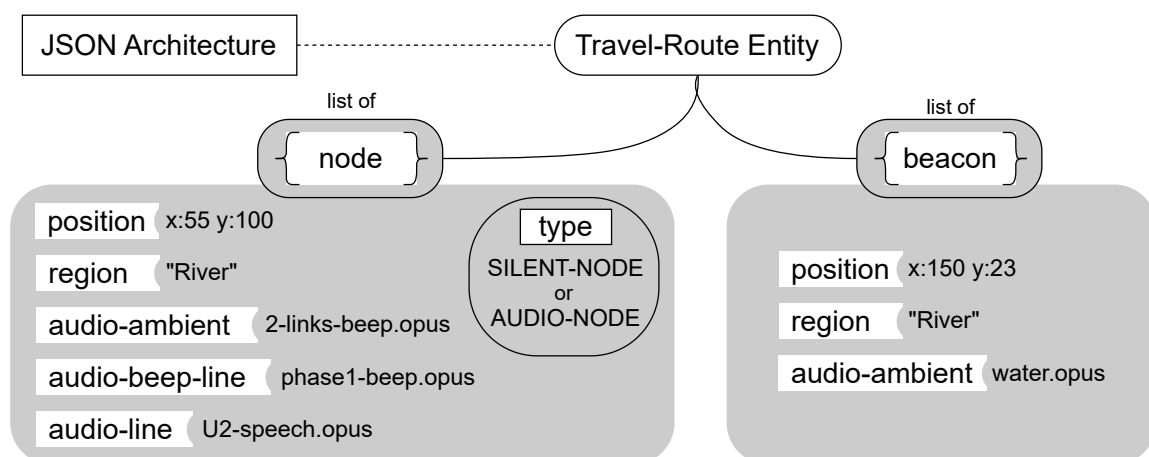 JSON Architecture
Travel-Route Entity
list of
node
position x:55 y:100
region "River"
audio-ambient 2-links-beep.opus
audio-beep-line phase1-beep.opus
audio-line U2-speech.opus
type
SILENT-NODE
or
AUDIO-NODE
list of
beacon
position x:150 y:23
region "River"
audio-ambient water.opus